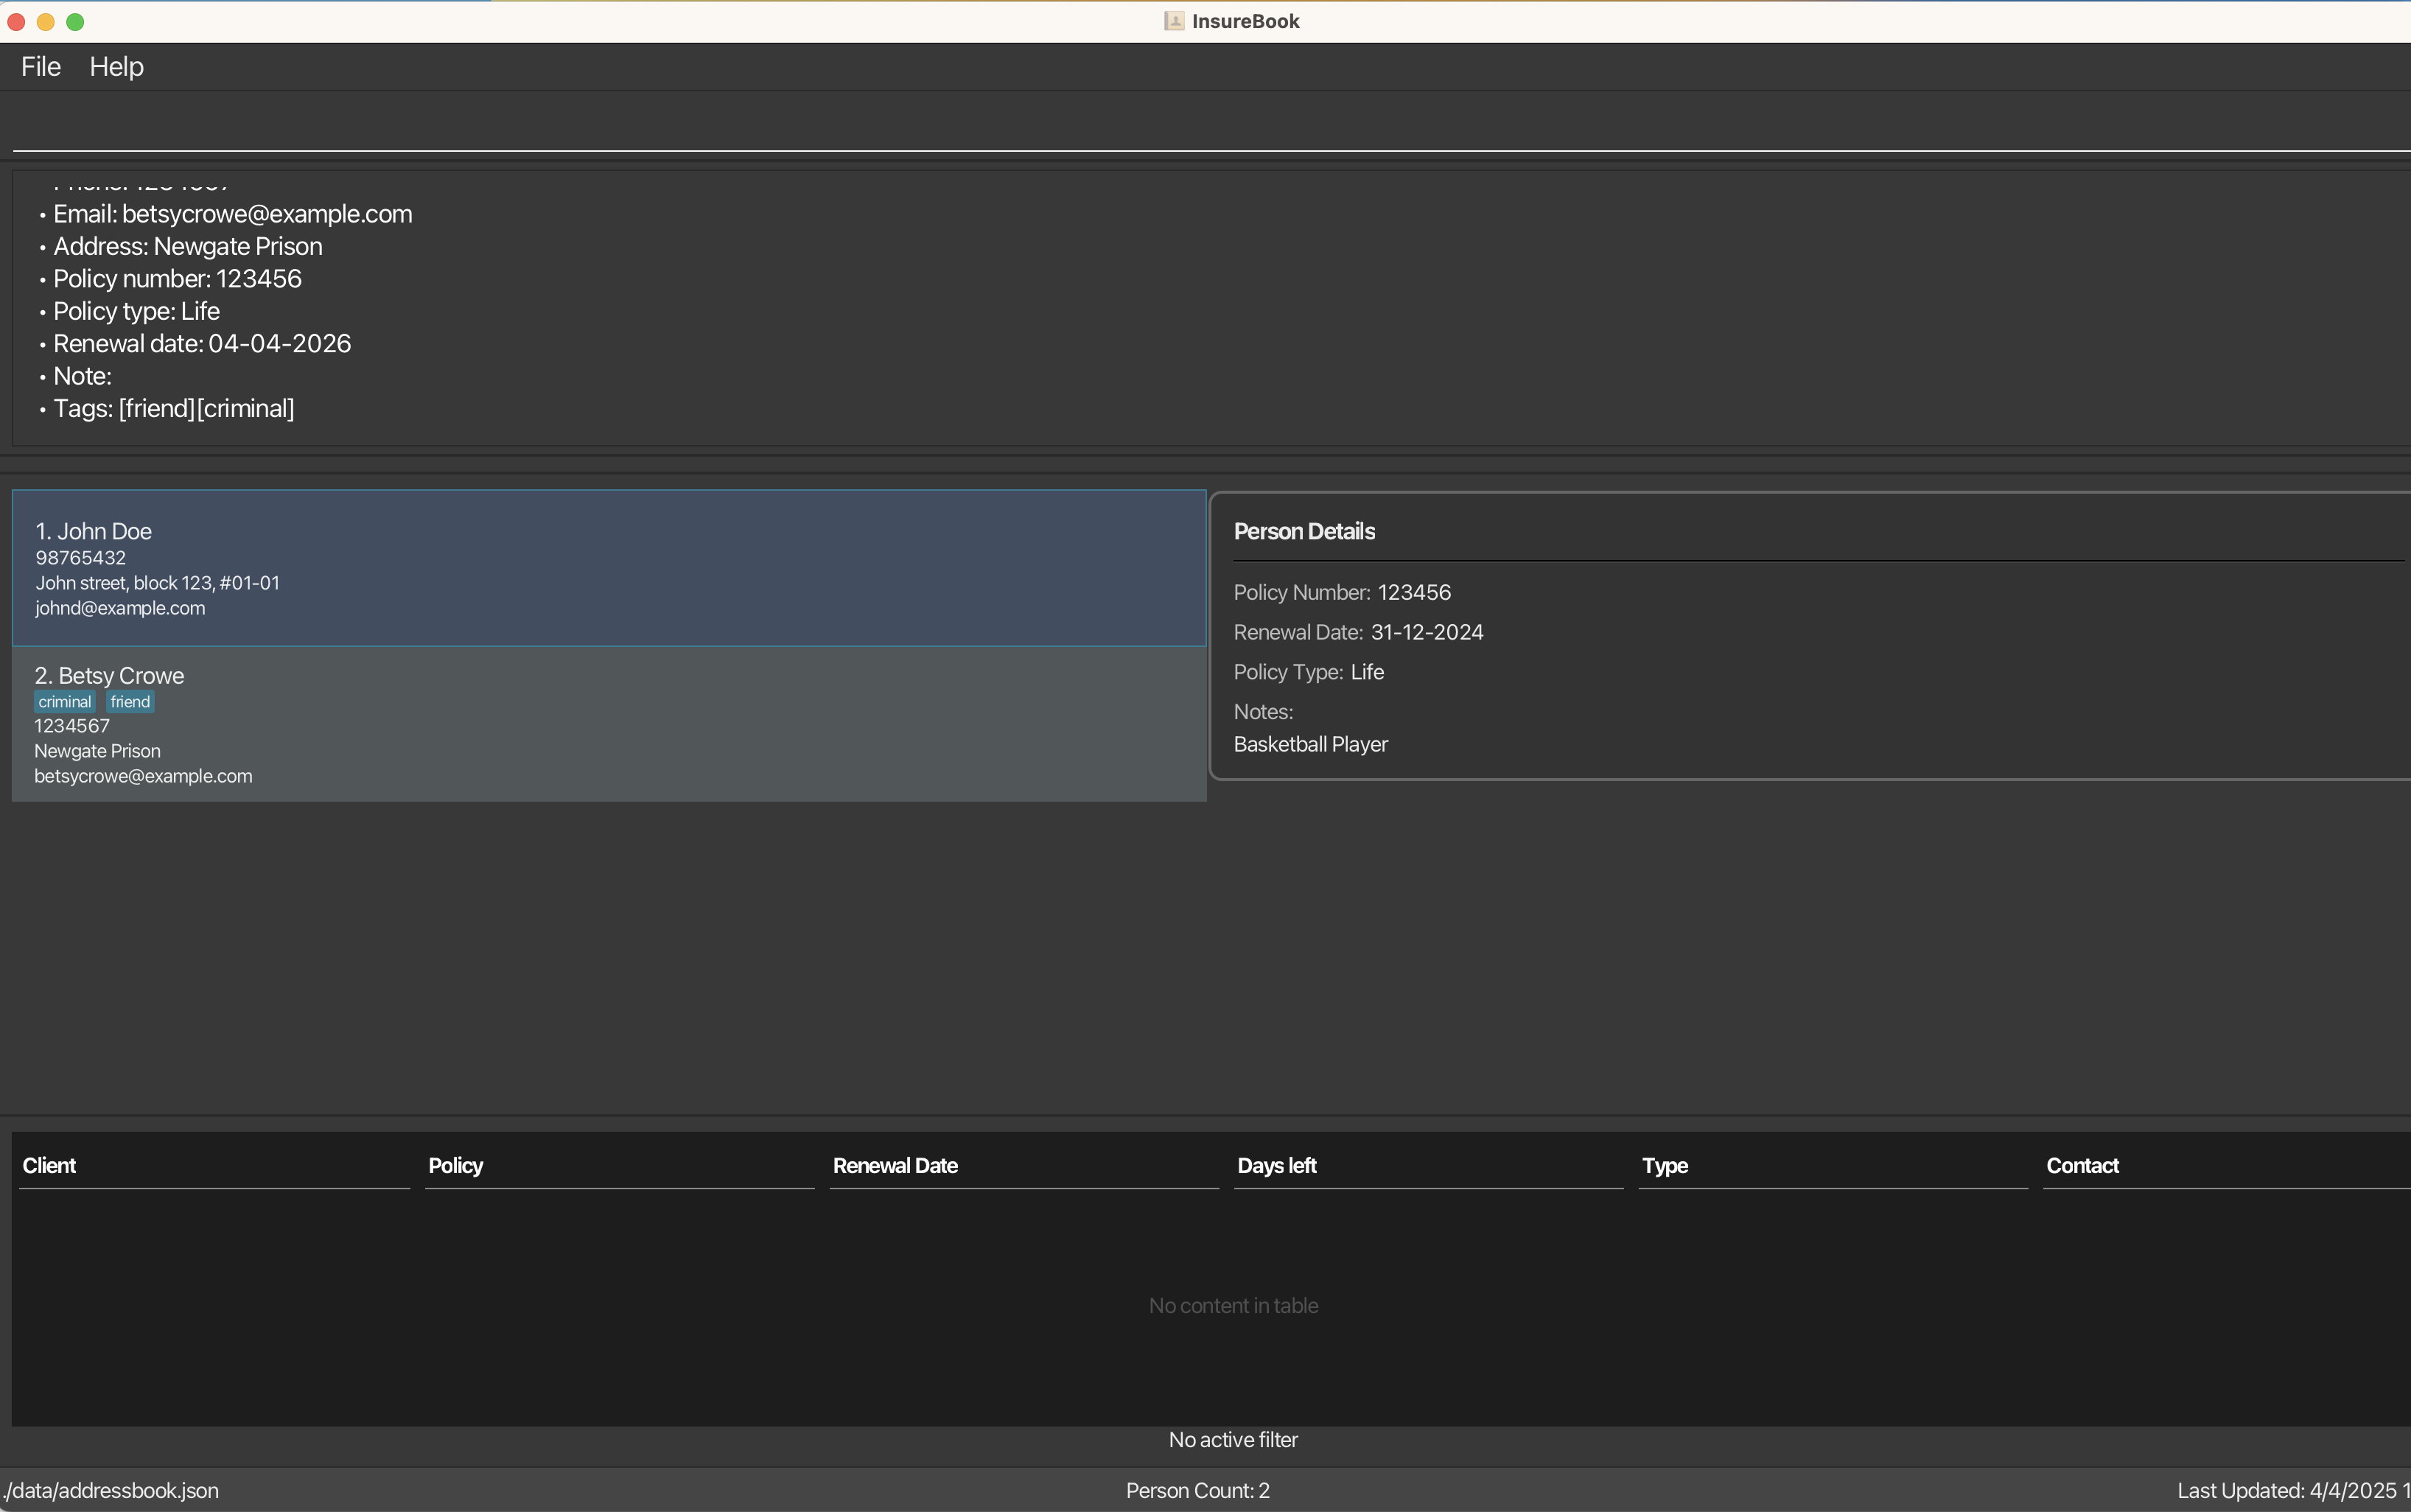 InsureBook
File Help
• Email: betsycrowe@example.com
• Address: Newgate Prison
• Policy number: 123456
• Policy type: Life
• Renewal date: 04-04-2026
• Note:
• Tags: [friend][criminal]
1. John Doe
98765432
John street, block 123, #01-01
johnd@example.com
2. Betsy Crowe
criminal friend
1234567
Newgate Prison
betsycrowe@example.com
Person Details
Policy Number: 123456
Renewal Date: 31-12-2024
Policy Type: Life
Notes:
Basketball Player
Client Policy Renewal Date Days left Type Contact
No content in table
No active filter
./data/addressbook.json Person Count: 2 Last Updated: 4/4/2025